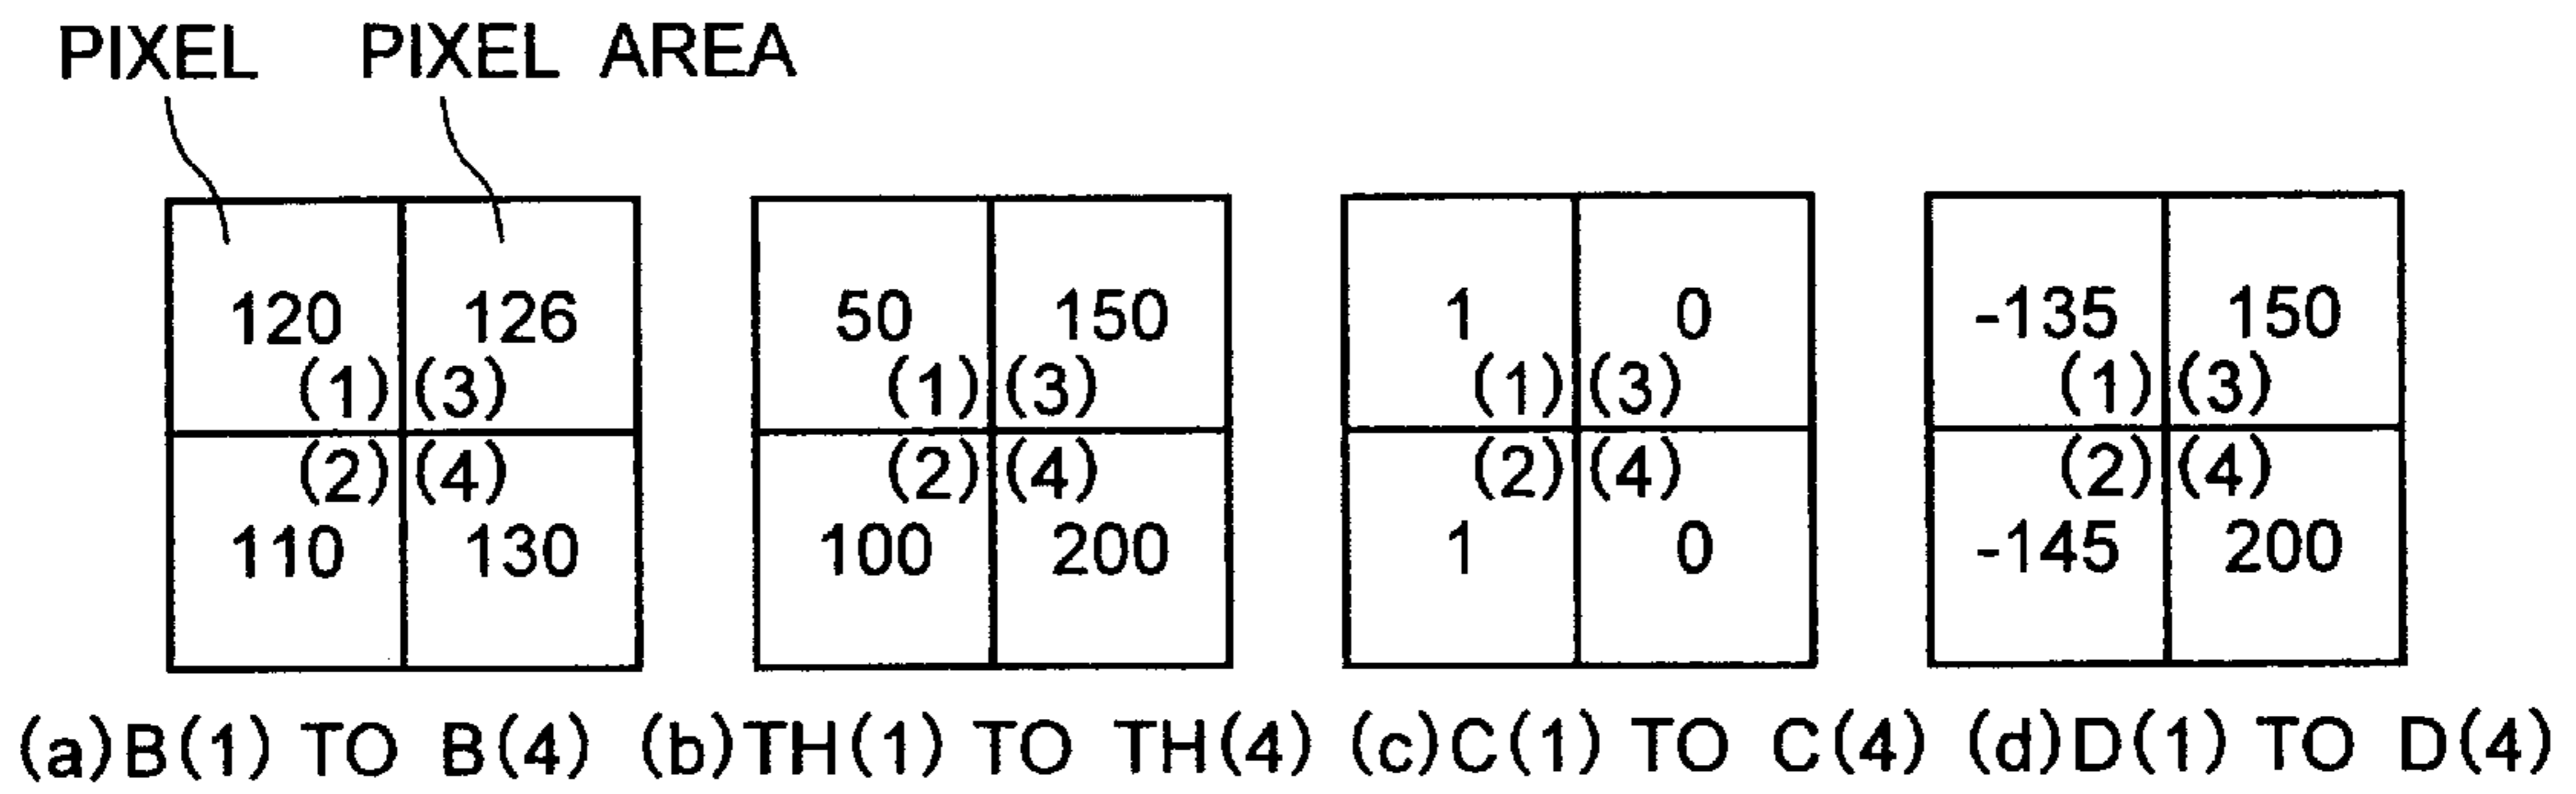 PIXEL PIXEL AREA
120 126 50 150 1 0 -135 150
(1) (3) (1) (3) (1) (3) (1) (3)
(2) (4) (2) (4) (2) (4) (2) (4)
110 130 100 200 1 0 -145 200
(a)B(1) TO B(4) (b)TH(1) TO TH(4) (c)C(1) TO C(4) (d)D(1) TO D(4)